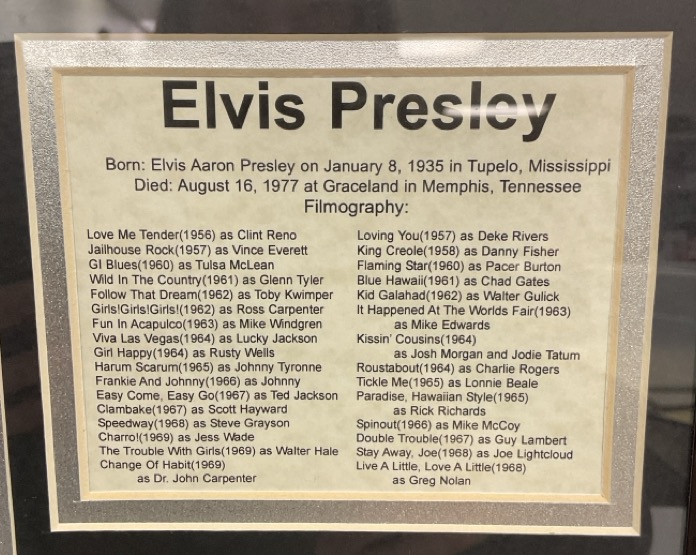 Elvis Presley
Born: Elvis Aaron Presley on January 8, 1935 in Tupelo, Mississippi
Died: August 16, 1977 at Graceland in Memphis, Tennessee
Filmography:
Love Me Tender(1956) as Clint Reno
Jailhouse Rock(1957) as Vince Everett
GI Blues(1960) as Tulsa McLean
Wild In The Country(1961) as Glenn Tyler
Follow That Dream(1962) as Toby Kwimper
Girls!Girls!Girls!(1962) as Ross Carpenter
Fun In Acapulco(1963) as Mike Windgren
Viva Las Vegas(1964) as Lucky Jackson
Girl Happy(1964) as Rusty Wells
Harum Scarum(1965) as Johnny Tyronne
Frankie And Johnny(1966) as Johnny
Easy Come, Easy Go(1967) as Ted Jackson
Clambake(1967) as Scott Hayward
Speedway(1968) as Steve Grayson
Charro!(1969) as Jess Wade
The Trouble With Girls(1969) as Walter Hale
Change Of Habit(1969)
as Dr. John Carpenter
Loving You(1957) as Deke Rivers
King Creole(1958) as Danny Fisher
Flaming Star(1960) as Pacer Burton
Blue Hawaii(1961) as Chad Gates
Kid Galahad(1962) as Walter Gulick
It Happened At The Worlds Fair(1963)
as Mike Edwards
Kissin' Cousins(1964)
as Josh Morgan and Jodie Tatum
Roustabout(1964) as Charlie Rogers
Tickle Me(1965) as Lonnie Beale
Paradise, Hawaiian Style(1965)
as Rick Richards
Spinout(1966) as Mike McCoy
Double Trouble(1967) as Guy Lambert
Stay Away, Joe(1968) as Joe Lightcloud
Live A Little, Love A Little(1968)
as Greg Nolan